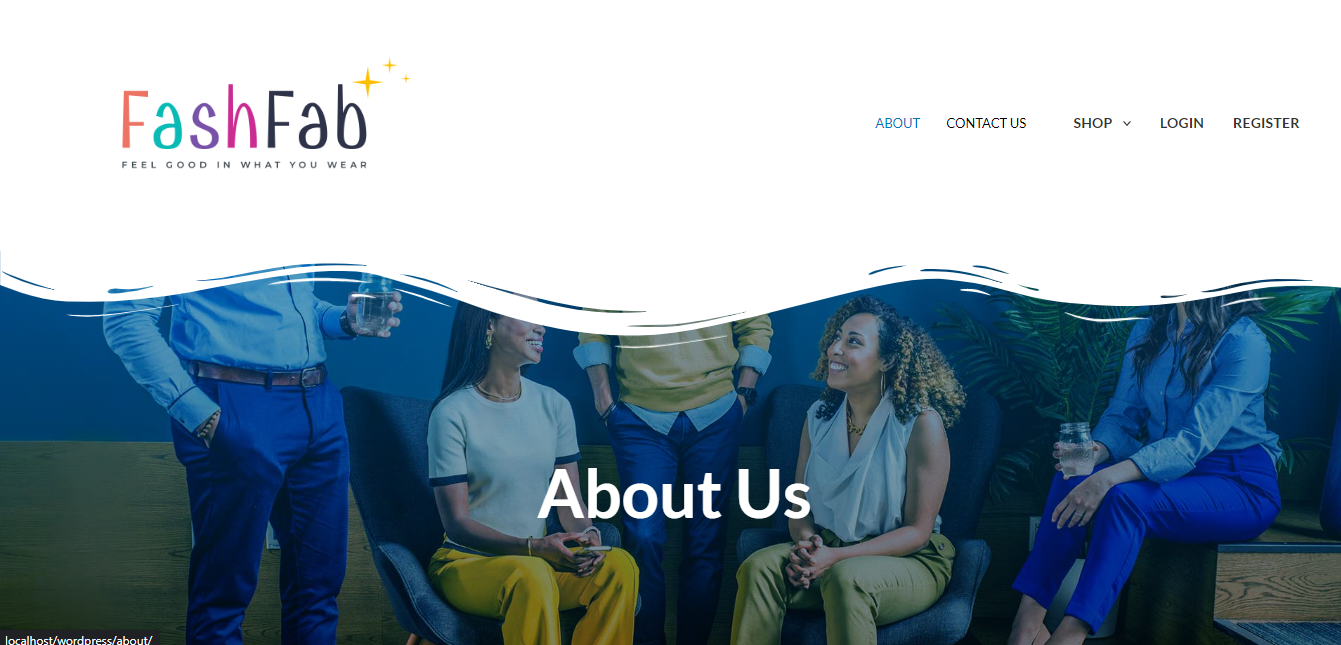 FashFab
FEEL GOOD IN WHAT YOU WEAR
ABOUT CONTACT US SHOP LOGIN REGISTER
About Us
localhost/wordpress/about/